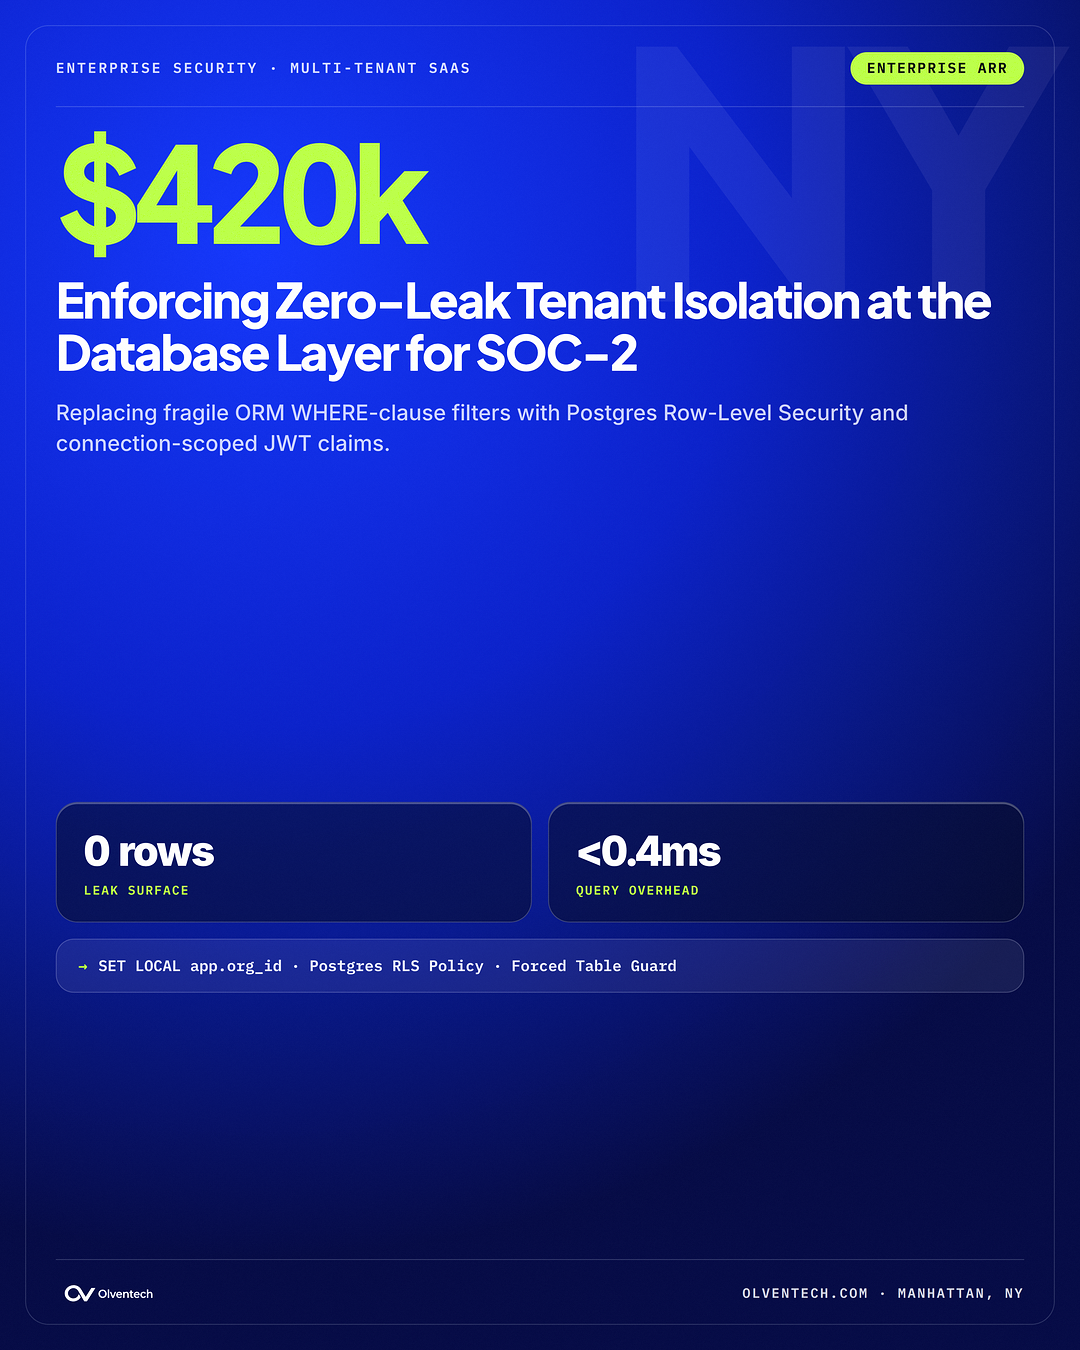 ENTERPRISE SECURITY · MULTI-TENANT SAAS
ENTERPRISE ARR
NY
$420k
Enforcing Zero-Leak Tenant Isolation at the
Database Layer for SOC-2
Replacing fragile ORM WHERE-clause filters with Postgres Row-Level Security and
connection-scoped JWT claims.
0 rows
LEAK SURFACE
<0.4ms
QUERY OVERHEAD
→ SET LOCAL app.org_id · Postgres RLS Policy · Forced Table Guard
Olventech
OLVENTECH.COM · MANHATTAN, NY